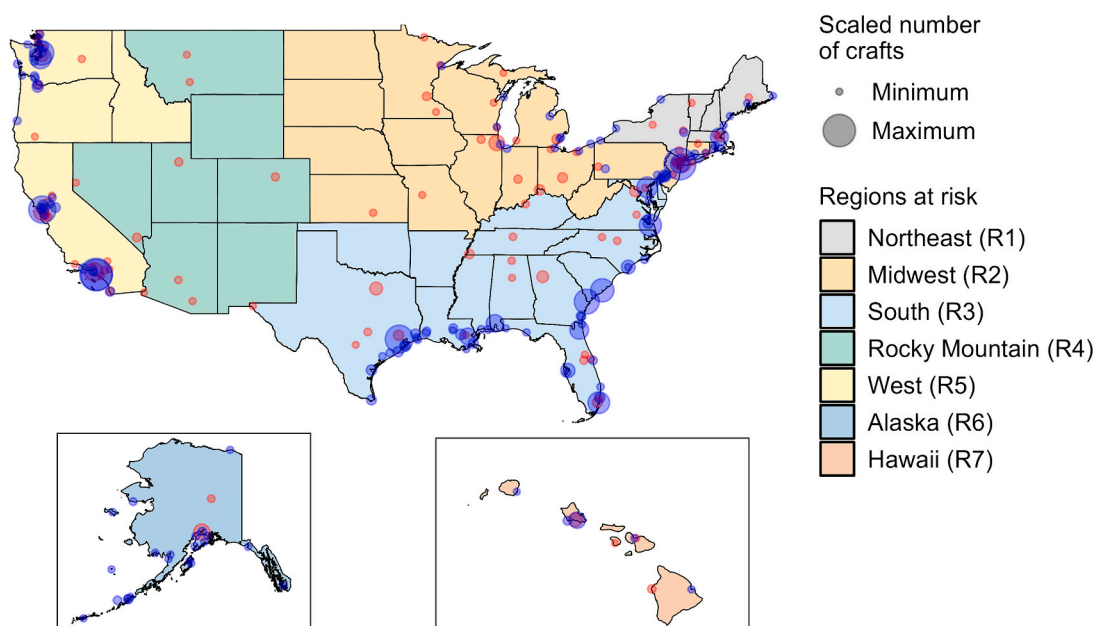 Scaled number
of crafts
Minimum
Maximum
Regions at risk
Northeast (R1)
Midwest (R2)
South (R3)
Rocky Mountain (R4)
West (R5)
Alaska (R6)
Hawaii (R7)